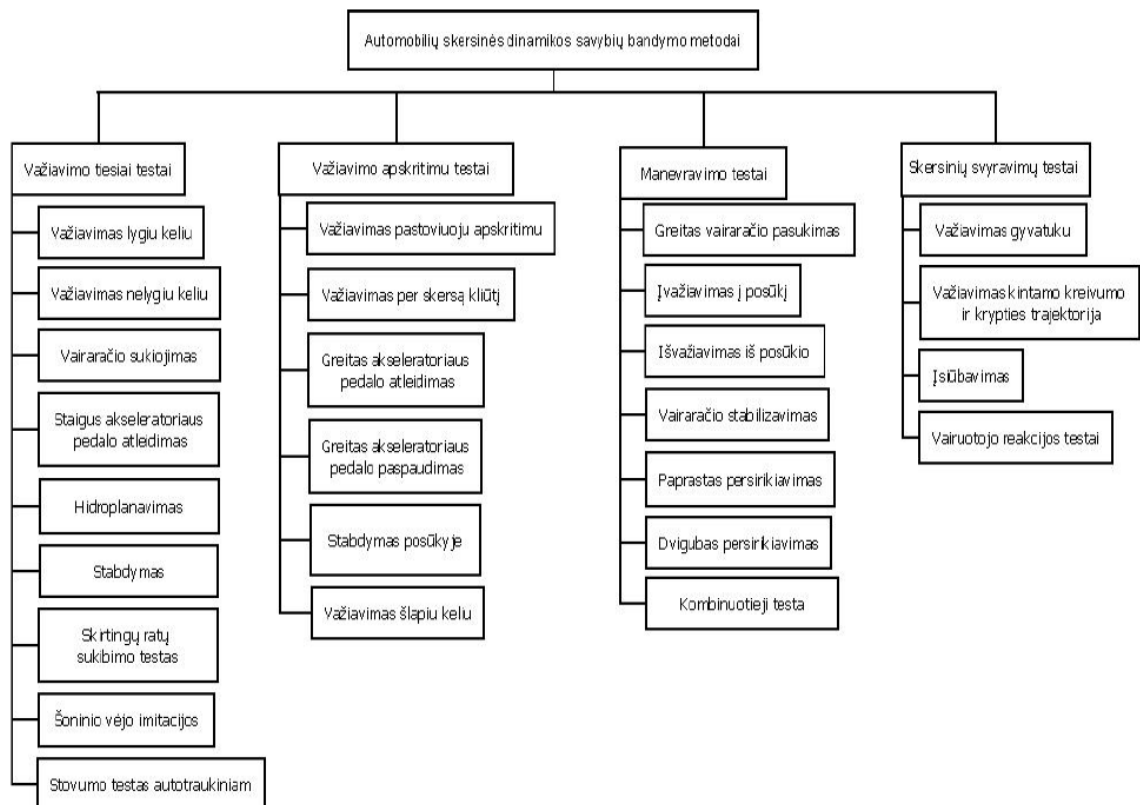 Automobilių skersinės dinamikos savybių bandymo metodai
Važiavimo tiesiai testai
Važiavimas lygiu keliu
Važiavimas nelygiu keliu
Vairaračio sukiojimas
Staigus akseleratoriaus
pedalo atleidimas
Hidroplanavimas
Stabdymas
Skirtingų ratų
sukibimo testas
Šoninio vėjo imitacijos
Stovumo testas autotraukiniam
Važiavimo apskritimu testai
Važiavimas pastoviuoju apskritimu
Važiavimas per skersą kliūtį
Greitas akseleratoriaus
pedalo atleidimas
Greitas akseleratoriaus
pedalo paspaudimas
Stabdymas posūkyje
Važiavimas šlapiu keliu
Manevravimo testai
Greitas vairaračio pasukimas
Įvažiavimas į posūkį
Išvažiavimas iš posūkio
Vairaračio stabilizavimas
Paprastas persirikiavimas
Dvigubas persirikiavimas
Kombinuotieji testa
Skersinių svyravimų testai
Važiavimas gyvatuku
Važiavimas kintamo kreivumo
ir krypties trajektorija
Įsiūbavimas
Vairuotojo reakcijos testai